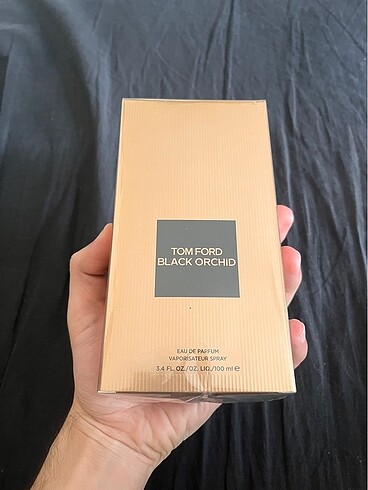 TOM FORD
BLACK ORCHID
EAU DE PARFUM
VAPORISATEUR SPRAY
3.4 FL. OZ./OZ. LIQ./100 ml ℮